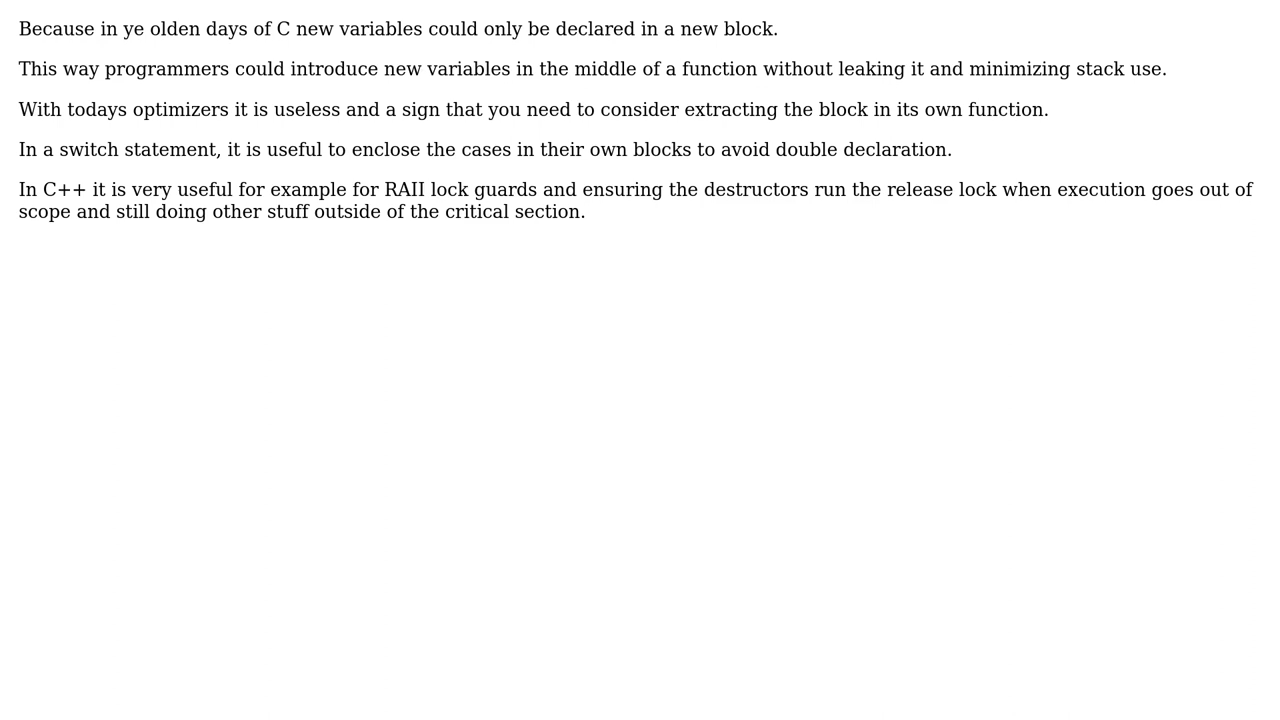 Because in ye olden days of C new variables could only be declared in a new block.
This way programmers could introduce new variables in the middle of a function without leaking it and minimizing stack use.
With todays optimizers it is useless and a sign that you need to consider extracting the block in its own function.
In a switch statement, it is useful to enclose the cases in their own blocks to avoid double declaration.
In C++ it is very useful for example for RAII lock guards and ensuring the destructors run the release lock when execution goes out of
scope and still doing other stuff outside of the critical section.